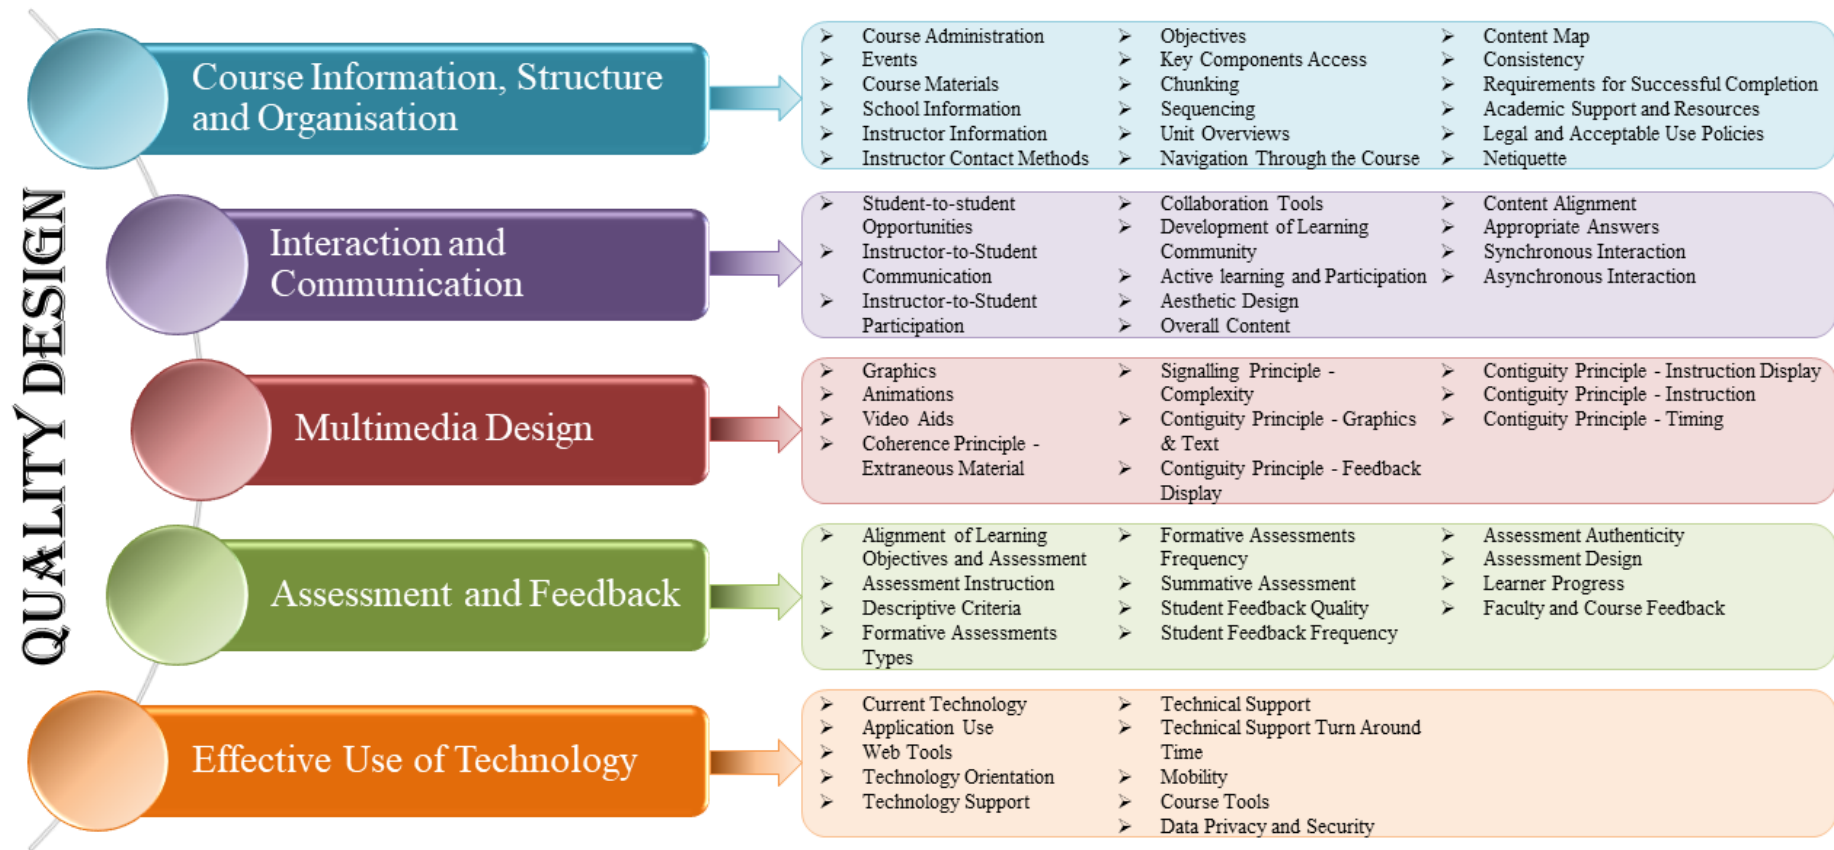 QUALITY DESIGN
Course Information, Structure
and Organisation
➢ Course Administration
➢ Events
➢ Course Materials
➢ School Information
➢ Instructor Information
➢ Instructor Contact Methods
➢ Objectives
➢ Key Components Access
➢ Chunking
➢ Sequencing
➢ Unit Overviews
➢ Navigation Through the Course
➢ Content Map
➢ Consistency
➢ Requirements for Successful Completion
➢ Academic Support and Resources
➢ Legal and Acceptable Use Policies
➢ Netiquette
Interaction and
Communication
➢ Student-to-student
Opportunities
➢ Instructor-to-Student
Communication
➢ Instructor-to-Student
Participation
➢ Collaboration Tools
➢ Development of Learning
Community
➢ Active learning and Participation
➢ Aesthetic Design
➢ Overall Content
➢ Content Alignment
➢ Appropriate Answers
➢ Synchronous Interaction
➢ Asynchronous Interaction
Multimedia Design
➢ Graphics
➢ Animations
➢ Video Aids
➢ Coherence Principle -
Extraneous Material
➢ Signalling Principle -
Complexity
➢ Contiguity Principle - Graphics
& Text
➢ Contiguity Principle - Feedback
Display
➢ Contiguity Principle - Instruction Display
➢ Contiguity Principle - Instruction
➢ Contiguity Principle - Timing
Assessment and Feedback
➢ Alignment of Learning
Objectives and Assessment
➢ Assessment Instruction
➢ Descriptive Criteria
➢ Formative Assessments
Types
➢ Formative Assessments
Frequency
➢ Summative Assessment
➢ Student Feedback Quality
➢ Student Feedback Frequency
➢ Assessment Authenticity
➢ Assessment Design
➢ Learner Progress
➢ Faculty and Course Feedback
Effective Use of Technology
➢ Current Technology
➢ Application Use
➢ Web Tools
➢ Technology Orientation
➢ Technology Support
➢ Technical Support
➢ Technical Support Turn Around
Time
➢ Mobility
➢ Course Tools
➢ Data Privacy and Security